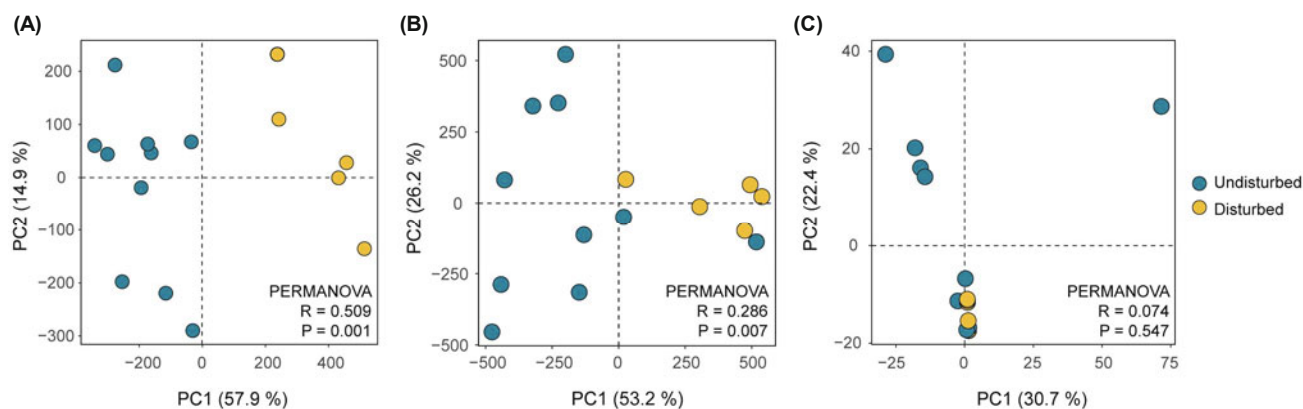 (A)
200
100
0
−100
−200
−300
PC2 (14.9 %)
−200
0
200
400
PC1 (57.9 %)
PERMANOVA
R = 0.509
P = 0.001
(B)
500
250
0
−250
−500
PC2 (26.2 %)
−500
−250
0
250
500
PC1 (53.2 %)
PERMANOVA
R = 0.286
P = 0.007
(C)
40
20
0
−20
PC2 (22.4 %)
−25
0
25
50
75
PC1 (30.7 %)
PERMANOVA
R = 0.074
P = 0.547
Undisturbed
Disturbed